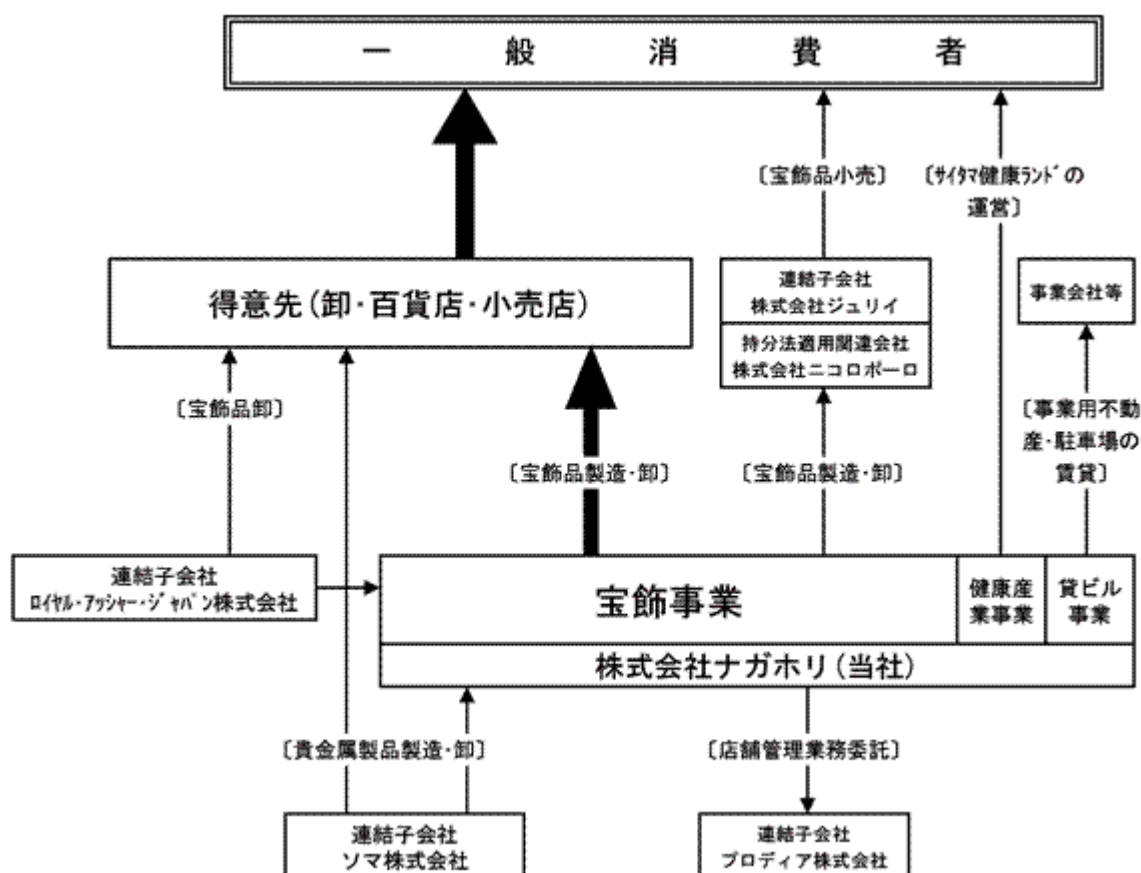 一般消費者
〔宝飾品小売〕
〔ｻｲﾀﾏ健康ﾗﾝﾄﾞの
運営〕
得意先(卸・百貨店・小売店)
連結子会社
株式会社ジュリイ
持分法適用関連会社
株式会社ニコロポーロ
事業会社等
〔宝飾品卸〕
〔宝飾品製造・卸〕
〔宝飾品製造・卸〕
〔事業用不動
産・駐車場の
賃貸〕
連結子会社
ﾛｲﾔﾙ・ｱｯｼｬｰ・ｼﾞｬﾊﾟﾝ株式会社
宝飾事業
健康産
業事業
貸ビル
事業
株式会社ナガホリ(当社)
〔貴金属製品製造・卸〕
〔店舗管理業務委託〕
連結子会社
ソマ株式会社
連結子会社
プロディア株式会社